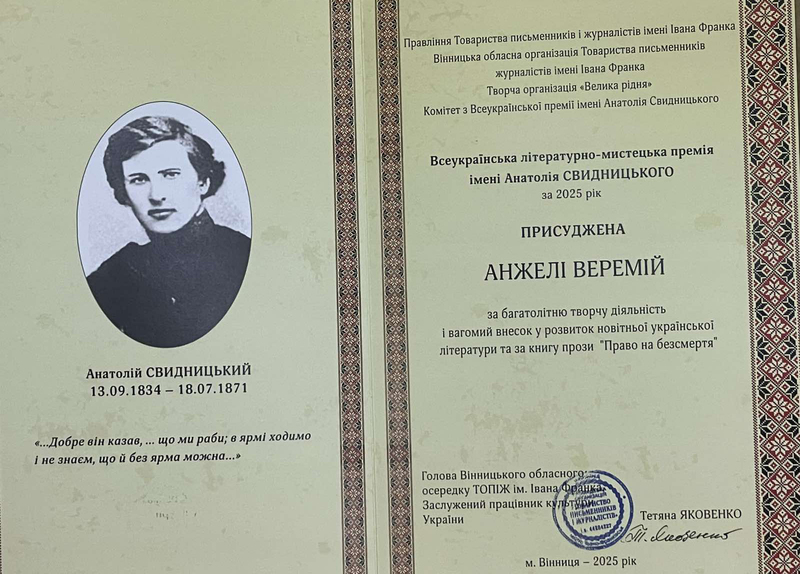 Анатолій СВИДНИЦЬКИЙ
13.09.1834 – 18.07.1871
«...Добре він казав, ... що ми раби; в ярмі ходимо
і не знаєм, що й без ярма можна...»
Правління Товариства письменників і журналістів імені Івана Франка
Вінницька обласна організація Товариства письменників
журналістів імені Івана Франка
Творча організація «Велика рідня»
Комітет з Всеукраїнської премії імені Анатолія Свидницького
Всеукраїнська літературно-мистецька премія
імені Анатолія СВИДНИЦЬКОГО
за 2025 рік
ПРИСУДЖЕНА
АНЖЕЛІ ВЕРЕМІЙ
за багатолітню творчу діяльність
і вагомий внесок у розвиток новітньої української
літератури та за книгу прози "Право на безсмертя"
Голова Вінницького обласного
осередку ТОПІЖ ім. Івана Франка,
Заслужений працівник культури
України
ТОВАРИСТВО
ПИСЬМЕННИКІВ
І ЖУРНАЛІСТІВ
Тетяна ЯКОВЕНКО
Т. Яковенко
м. Вінниця – 2025 рік